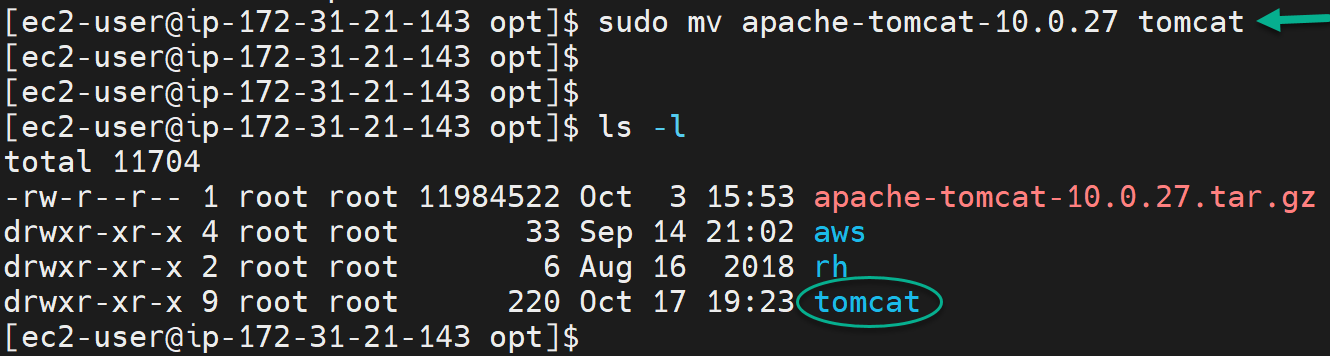 [ec2-user@ip-172-31-21-143 opt]$ sudo mv apache-tomcat-10.0.27 tomcat
[ec2-user@ip-172-31-21-143 opt]$
[ec2-user@ip-172-31-21-143 opt]$
[ec2-user@ip-172-31-21-143 opt]$ ls -l
total 11704
-rw-r--r-- 1 root root 11984522 Oct  3 15:53 apache-tomcat-10.0.27.tar.gz
drwxr-xr-x 4 root root       33 Sep 14 21:02 aws
drwxr-xr-x 2 root root        6 Aug 16  2018 rh
drwxr-xr-x 9 root root      220 Oct 17 19:23 tomcat
[ec2-user@ip-172-31-21-143 opt]$